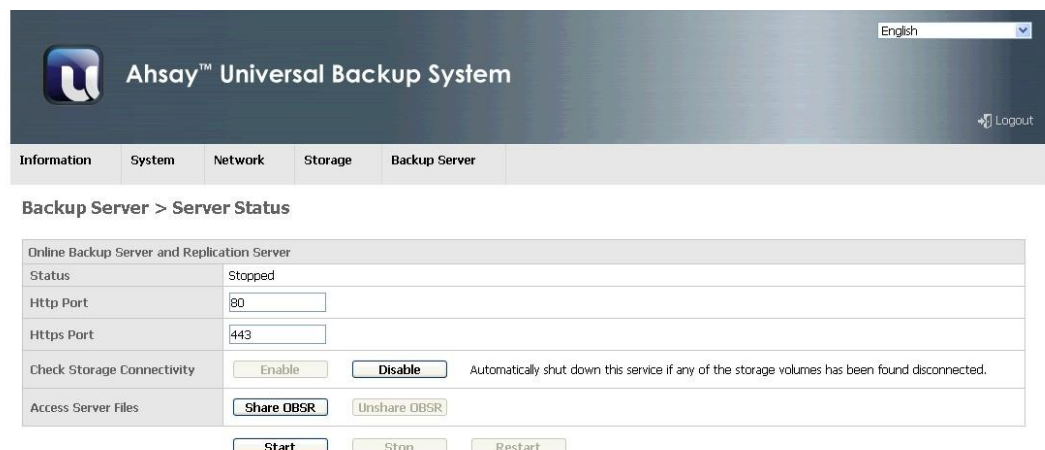 English
Ahsay™ Universal Backup System
Logout
Information System Network Storage Backup Server
Backup Server > Server Status
Online Backup Server and Replication Server
Status Stopped
Http Port 80
Https Port 443
Check Storage Connectivity Enable Disable Automatically shut down this service if any of the storage volumes has been found disconnected.
Access Server Files Share OBSR Unshare OBSR
Start Stop Restart